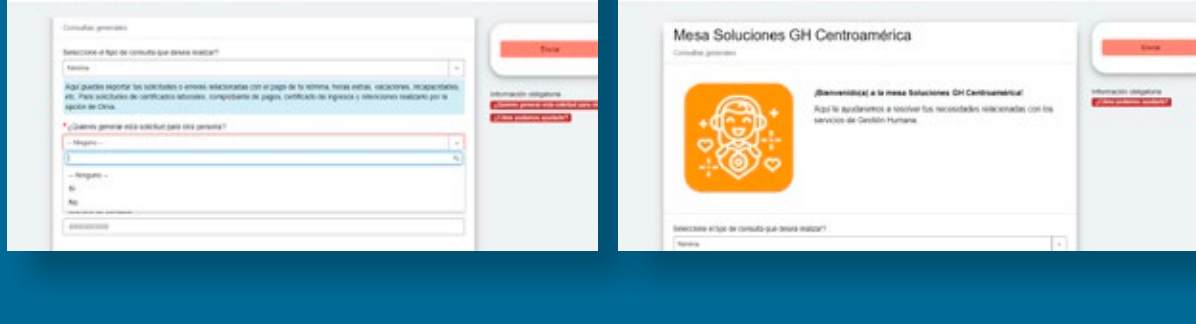 Consultas generales
Seleccione el tipo de consulta que desea realizar?
Nómina
Aquí puedes reportar tus solicitudes o errores relacionadas con el pago de tu nómina, horas extras, vacaciones, incapacidades,
etc. Para solicitudes de certificados laborales, comprobante de pagos, certificado de ingresos y retenciones realizarlo por la
opción de
*¿Quieres generar esta solicitud para otra persona?
-- Ninguno --
-- Ninguno --
Si
No
Enviar
Información obligatoria
¿Quieres generar esta solicitud para
¿Cómo podemos ayudarte?
Mesa Soluciones GH Centroamérica
Consultas generales
¡Bienvenido(a) a la mesa Soluciones GH Centroamérica!
Aquí te ayudaremos a resolver tus necesidades relacionadas con los
servicios de Gestión Humana.
Seleccione el tipo de consulta que desea realizar?
Nómina
Enviar
Información obligatoria
¿Cómo podemos ayudarte?